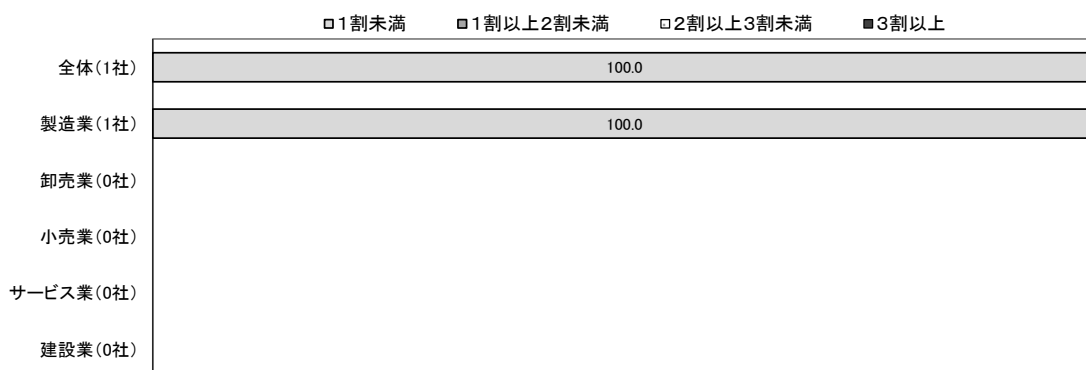 1割未満 1割以上2割未満 2割以上3割未満 3割以上
全体(1社) 100.0
製造業(1社) 100.0
卸売業(0社)
小売業(0社)
サービス業(0社)
建設業(0社)